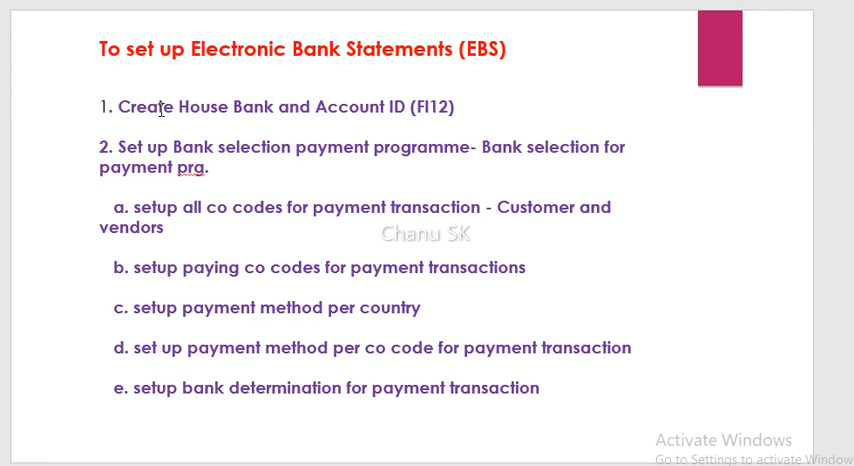 To set up Electronic Bank Statements (EBS)
1. Create House Bank and Account ID (FI12)
2. Set up Bank selection payment programme- Bank selection for
payment prg.
a. setup all co codes for payment transaction - Customer and
vendors
Chanu SK
b. setup paying co codes for payment transactions
c. setup payment method per country
d. set up payment method per co code for payment transaction
e. setup bank determination for payment transaction
Activate Windows
Go to Settings to activate Window